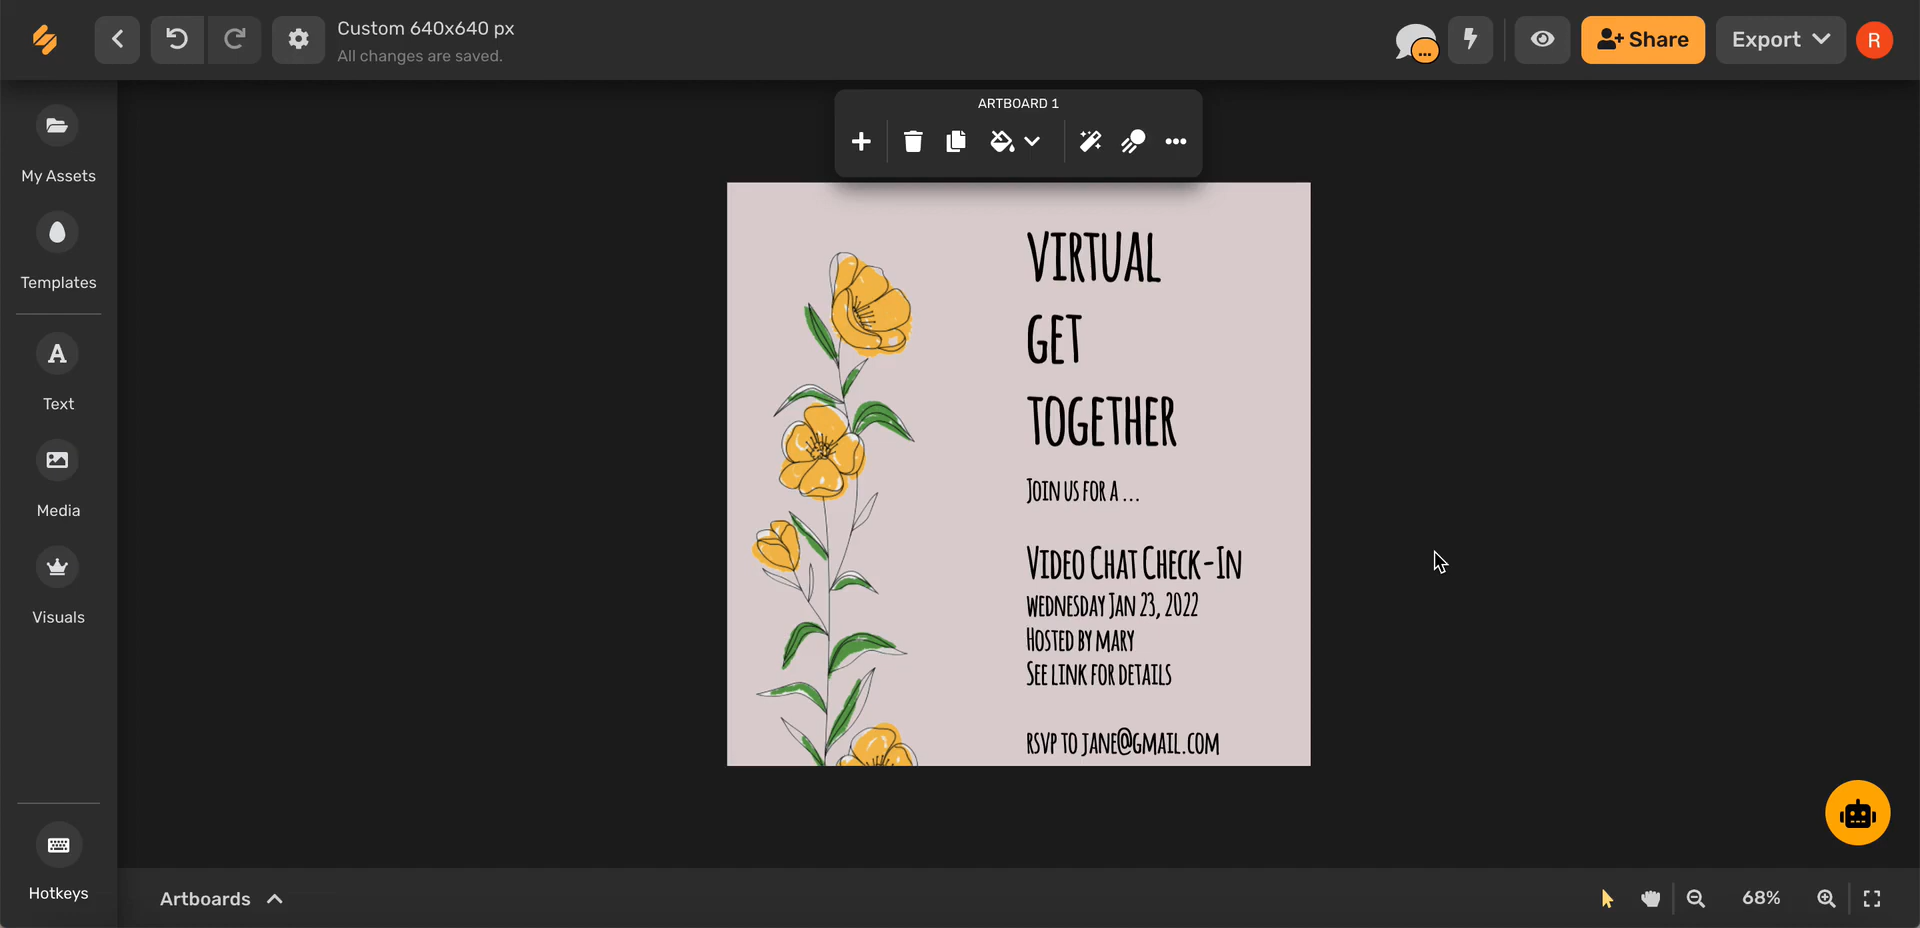 Custom 640x640 px
All changes are saved.
Share
Export
R
ARTBOARD 1
My Assets
Templates
A
Text
Media
Visuals
Hotkeys
VIRTUAL
GET
TOGETHER
JOIN US FOR A ...
VIDEO CHAT CHECK-IN
WEDNESDAY JAN 23, 2022
HOSTED BY MARY
SEE LINK FOR DETAILS
RSVP TO JANE@GMAIL.COM
Artboards
68%